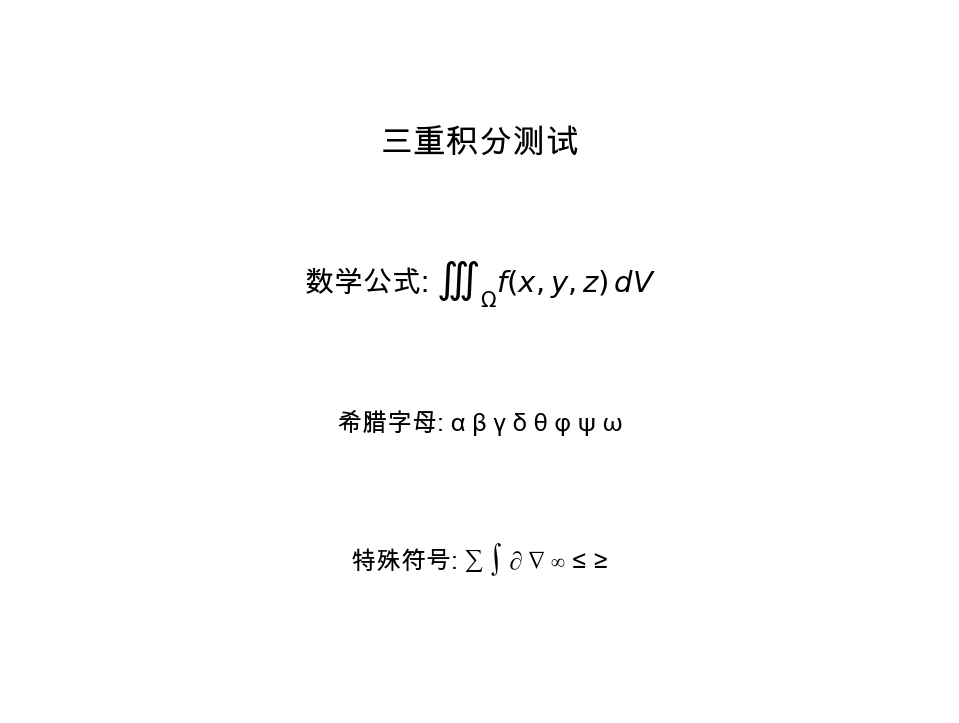 三重积分测试
数学公式: ∭_Ω f(x, y, z) dV
希腊字母: α β γ δ θ φ ψ ω
特殊符号: ∑ ∫ ∂ ∇ ∞ ≤ ≥